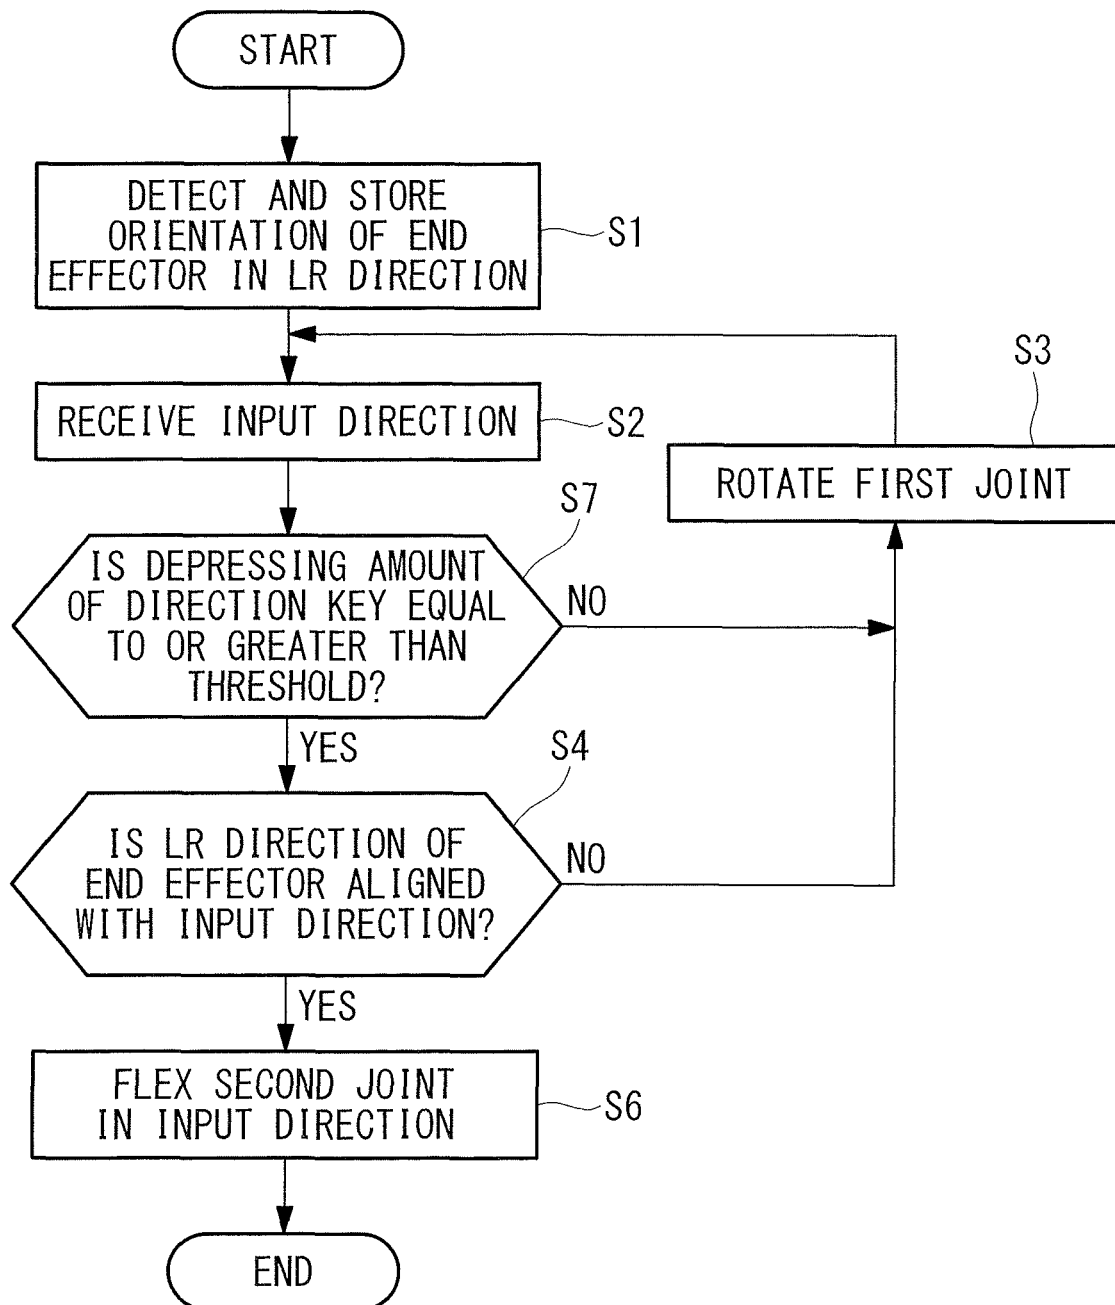 START
DETECT AND STORE
ORIENTATION OF END
EFFECTOR IN LR DIRECTION
S1
RECEIVE INPUT DIRECTION
S2
S3
ROTATE FIRST JOINT
S7
IS DEPRESSING AMOUNT
OF DIRECTION KEY EQUAL
TO OR GREATER THAN
THRESHOLD?
NO
YES
S4
IS LR DIRECTION OF
END EFFECTOR ALIGNED
WITH INPUT DIRECTION?
NO
YES
FLEX SECOND JOINT
IN INPUT DIRECTION
S6
END